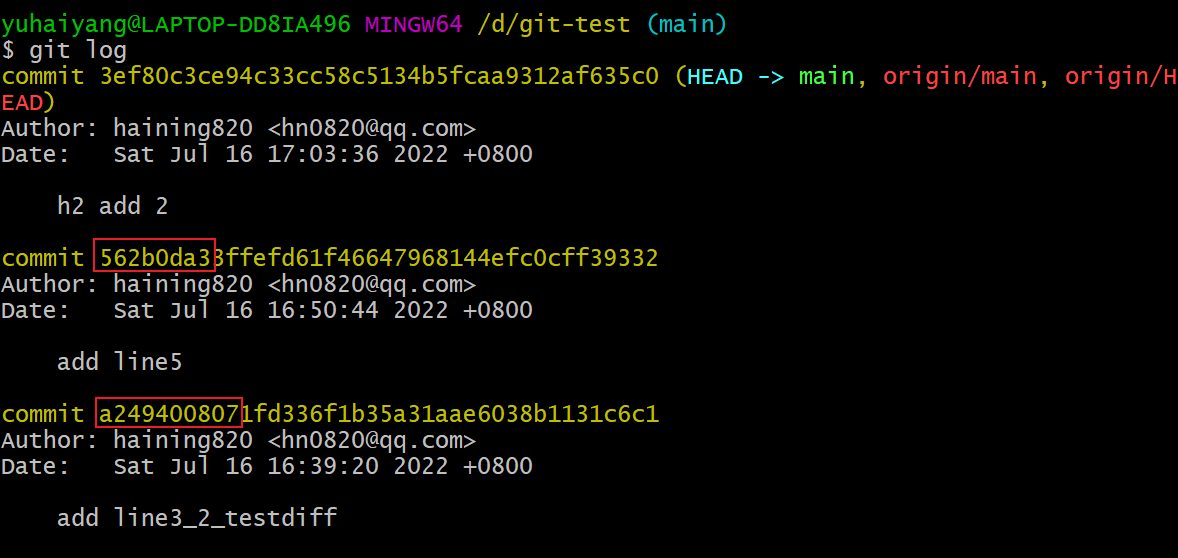 yuhaiyang@LAPTOP-DD8IA496 MINGW64 /d/git-test (main)
$ git log
commit 3ef80c3ce94c33cc58c5134b5fcaa9312af635c0 (HEAD -> main, origin/main, origin/H
EAD)
Author: haining820 <hn0820@qq.com>
Date:   Sat Jul 16 17:03:36 2022 +0800
    h2 add 2
commit 562b0da33ffefd61f46647968144efc0cff39332
Author: haining820 <hn0820@qq.com>
Date:   Sat Jul 16 16:50:44 2022 +0800
    add line5
commit a2494008071fd336f1b35a31aae6038b1131c6c1
Author: haining820 <hn0820@qq.com>
Date:   Sat Jul 16 16:39:20 2022 +0800
    add line3_2_testdiff